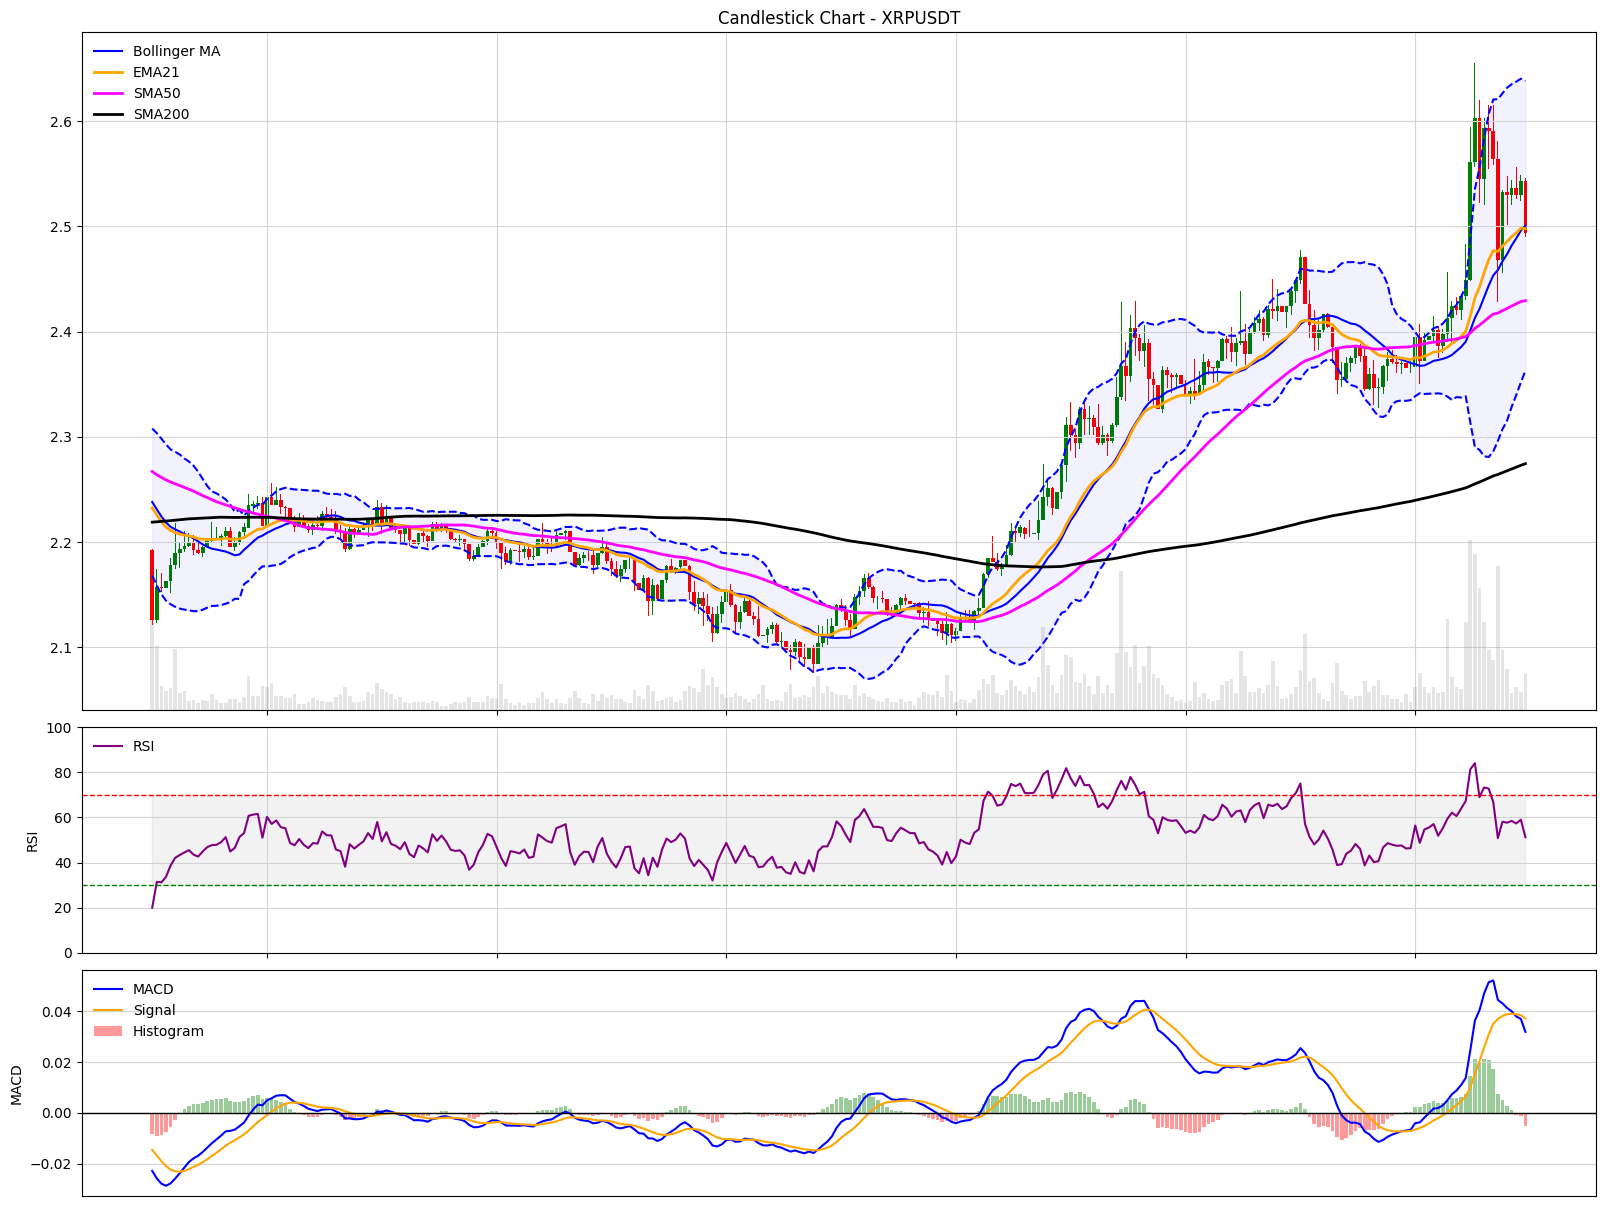 Candlestick Chart - XRPUSDT
Bollinger MA
EMA21
SMA50
SMA200
2.6
2.5
2.4
2.3
2.2
2.1
RSI
100
80
60
40
20
0
RSI
MACD
Signal
Histogram
0.04
0.02
0.00
−0.02
MACD